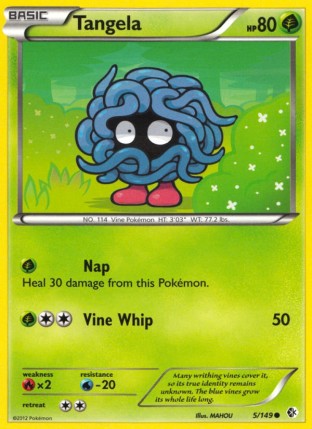 BASIC
Tangela
HP80
NO. 114 Vine Pokémon. HT: 3'03" WT: 77.2 lbs.
Nap
Heal 30 damage from this Pokémon.
Vine Whip 50
weakness
×2
resistance
-20
retreat
Many writhing vines cover it,
so its true identity remains
unknown. The blue vines grow
its whole life long.
©2012 Pokémon
Illus. MAHOU
5/149